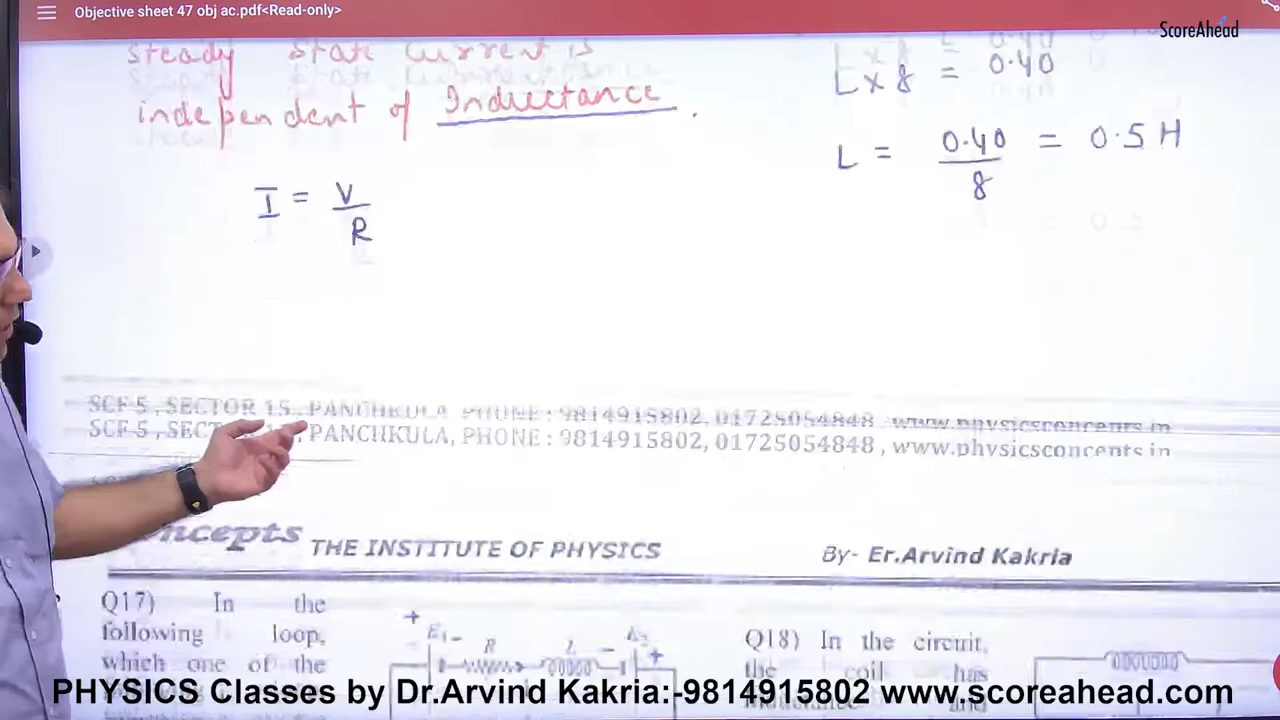 Objective sheet 47 obj ac.pdf<Read-only>
ScoreAhead
steady state current is
independent of Inductance.
I = V
R
L x 8 = 0.40
L = 0.40 = 0.5 H
8
SCF 5, SECTOR 15, PANCHKULA PHONE : 9814915802, 01725054848 , www.physicsconcepts.in
SCF 5, SECT , PANCHKULA, PHONE : 9814915802, 01725054848 , www.physicsconcepts.in
ncepts THE INSTITUTE OF PHYSICS By- Er.Arvind Kakria
Q17) In the
following loop,
which one of the
+ E1 - R L - E2 +
Q18) In the circuit,
the coil has
and
PHYSICS Classes by Dr.Arvind Kakria:-9814915802 www.scoreahead.com